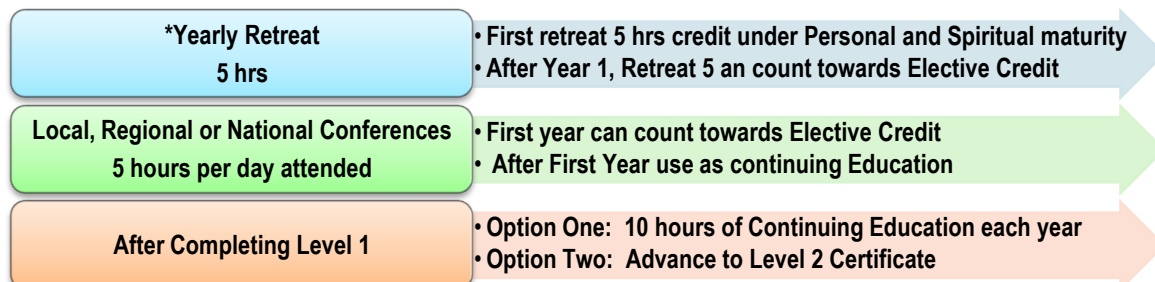 *Yearly Retreat
5 hrs
• First retreat 5 hrs credit under Personal and Spiritual maturity
• After Year 1, Retreat 5 an count towards Elective Credit
Local, Regional or National Conferences
5 hours per day attended
• First year can count towards Elective Credit
• After First Year use as continuing Education
After Completing Level 1
• Option One: 10 hours of Continuing Education each year
• Option Two: Advance to Level 2 Certificate